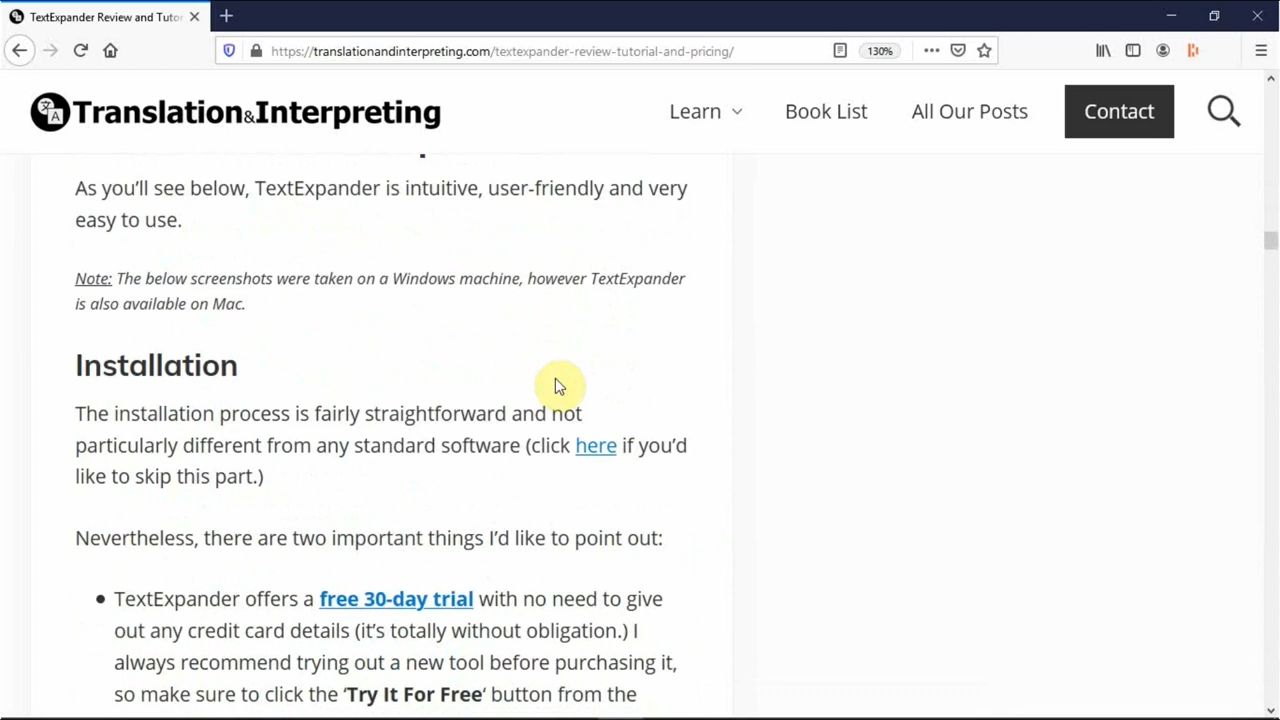 TextExpander Review and Tutor
https://translationandinterpreting.com/textexpander-review-tutorial-and-pricing/
130%
Translation&Interpreting
Learn
Book List
All Our Posts
Contact
As you’ll see below, TextExpander is intuitive, user-friendly and very
easy to use.
Note: The below screenshots were taken on a Windows machine, however TextExpander
is also available on Mac.
Installation
The installation process is fairly straightforward and not
particularly different from any standard software (click here if you’d
like to skip this part.)
Nevertheless, there are two important things I’d like to point out:
• TextExpander offers a free 30-day trial with no need to give
out any credit card details (it’s totally without obligation.) I
always recommend trying out a new tool before purchasing it,
so make sure to click the ‘Try It For Free‘ button from the